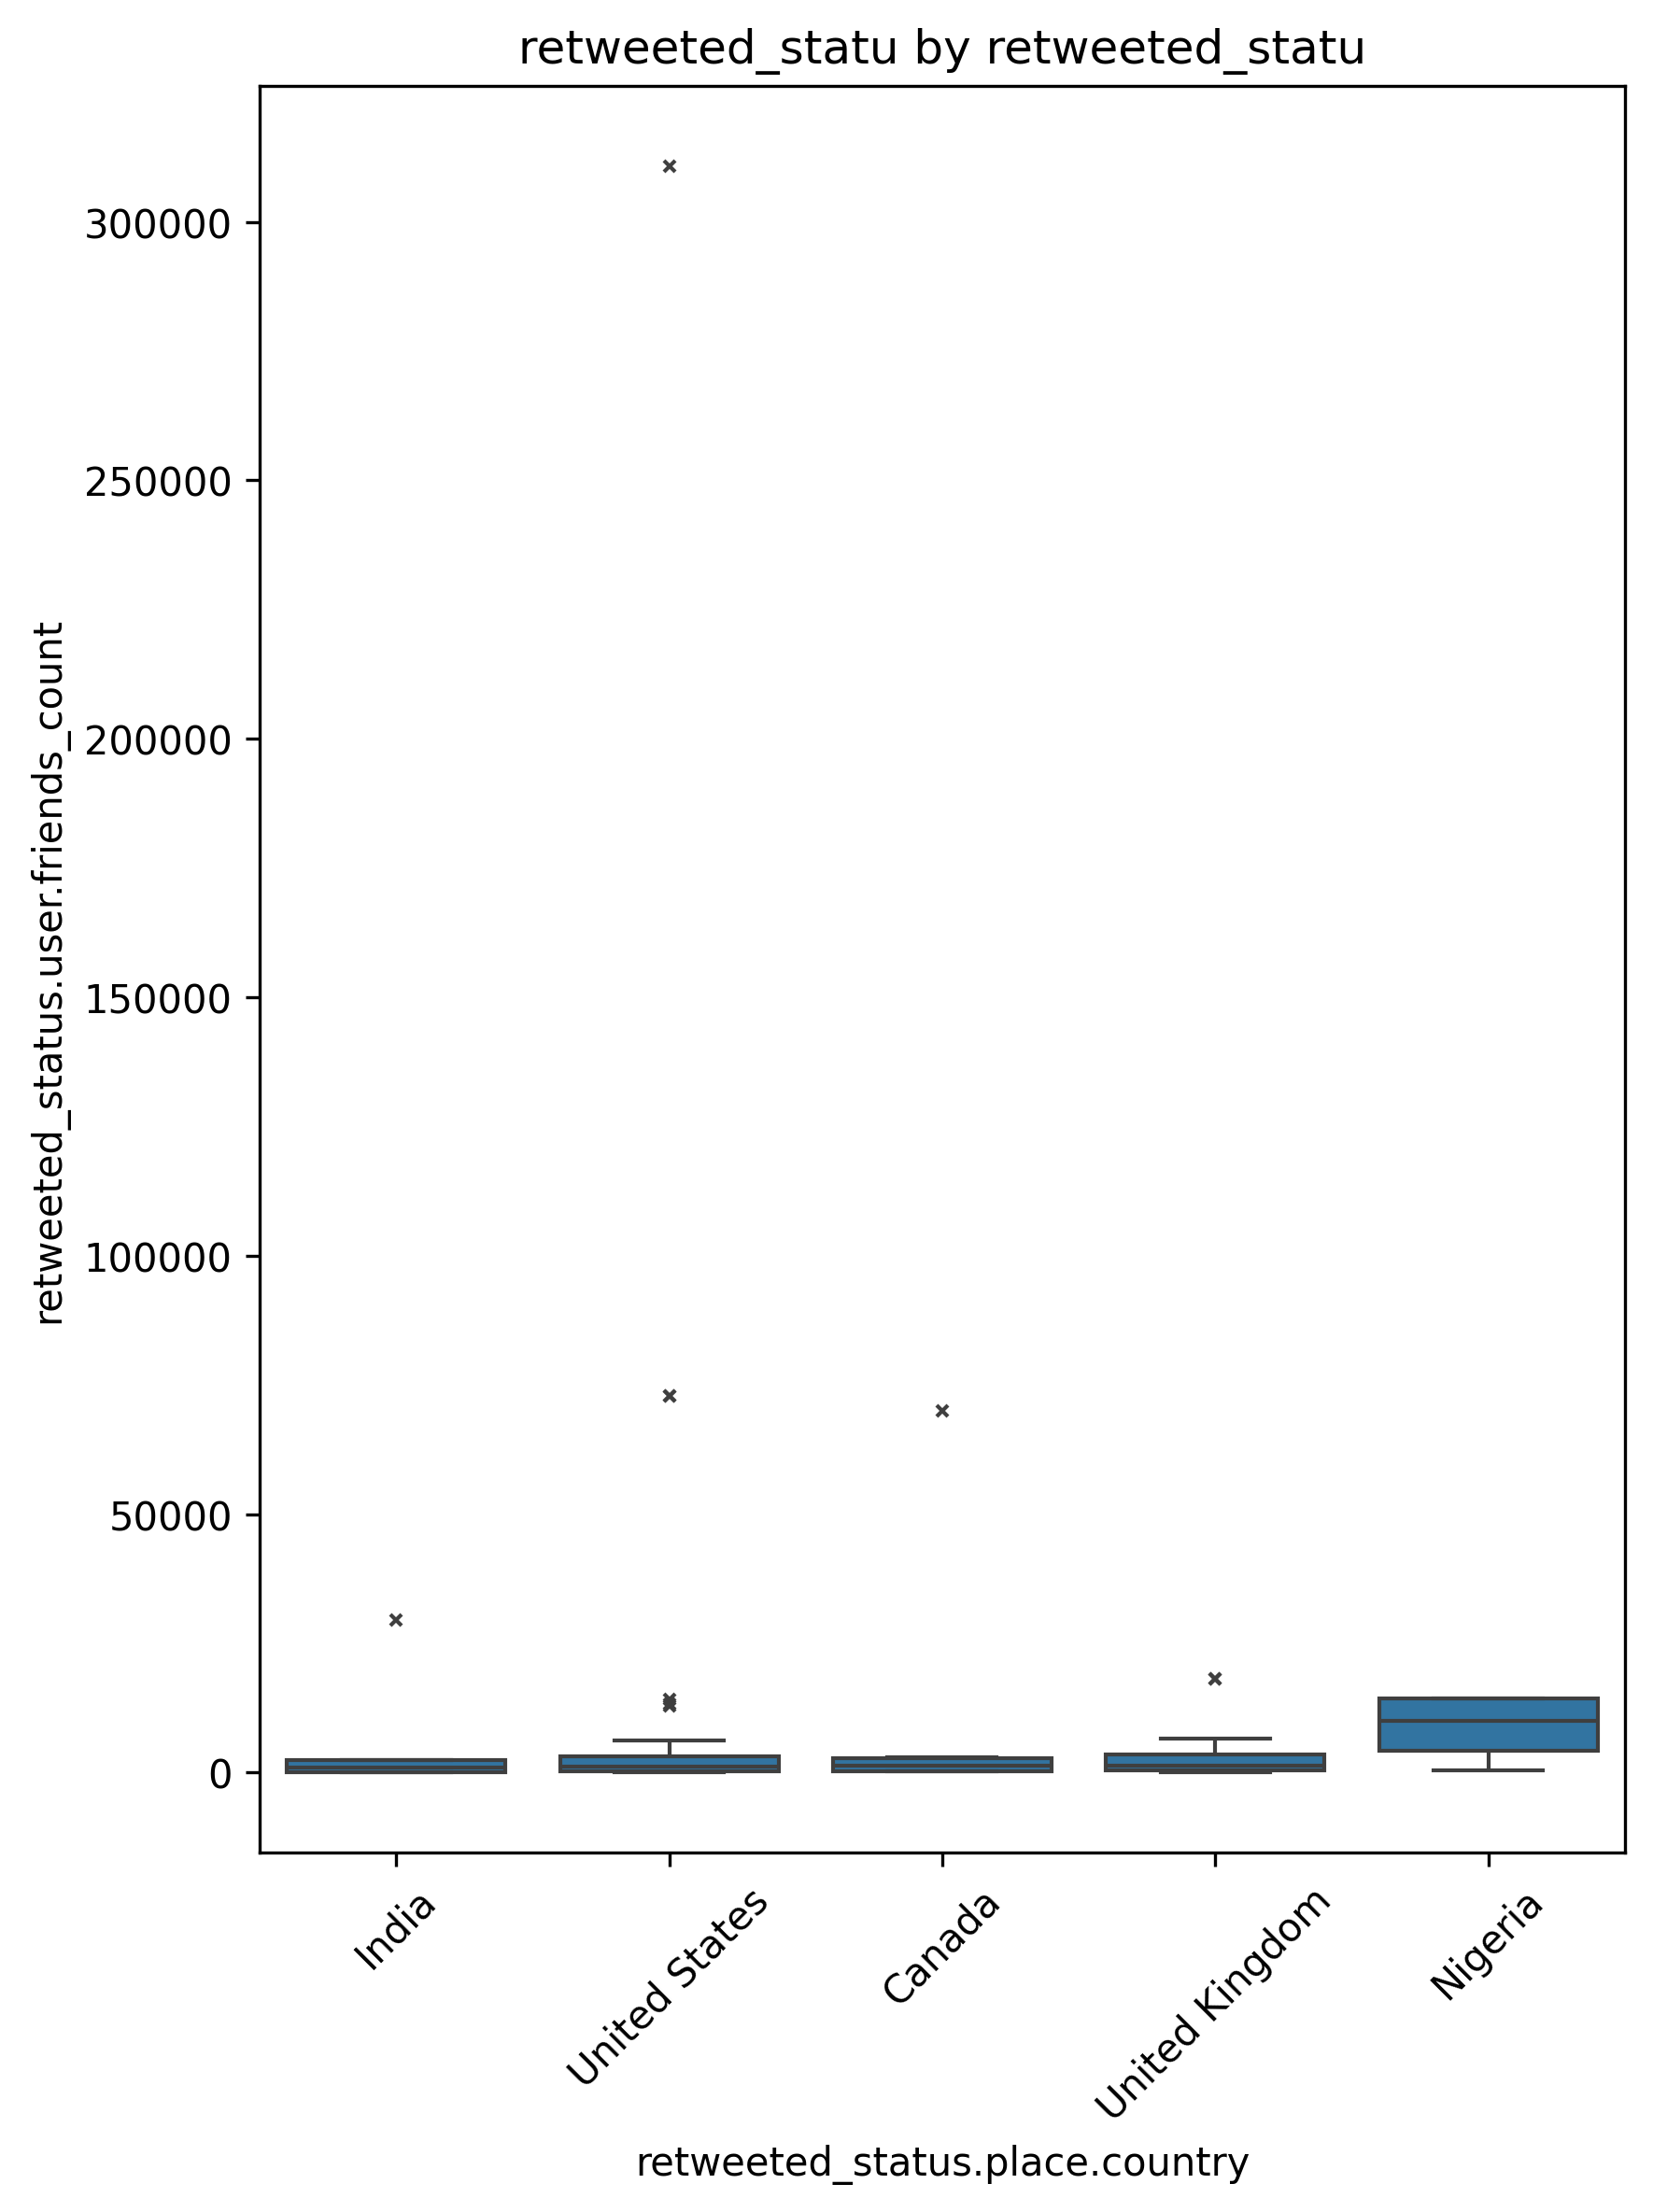 retweeted_statu by retweeted_statu
retweeted_status.user.friends_count
300000
250000
200000
150000
100000
50000
0
India
United States
Canada
United Kingdom
Nigeria
retweeted_status.place.country